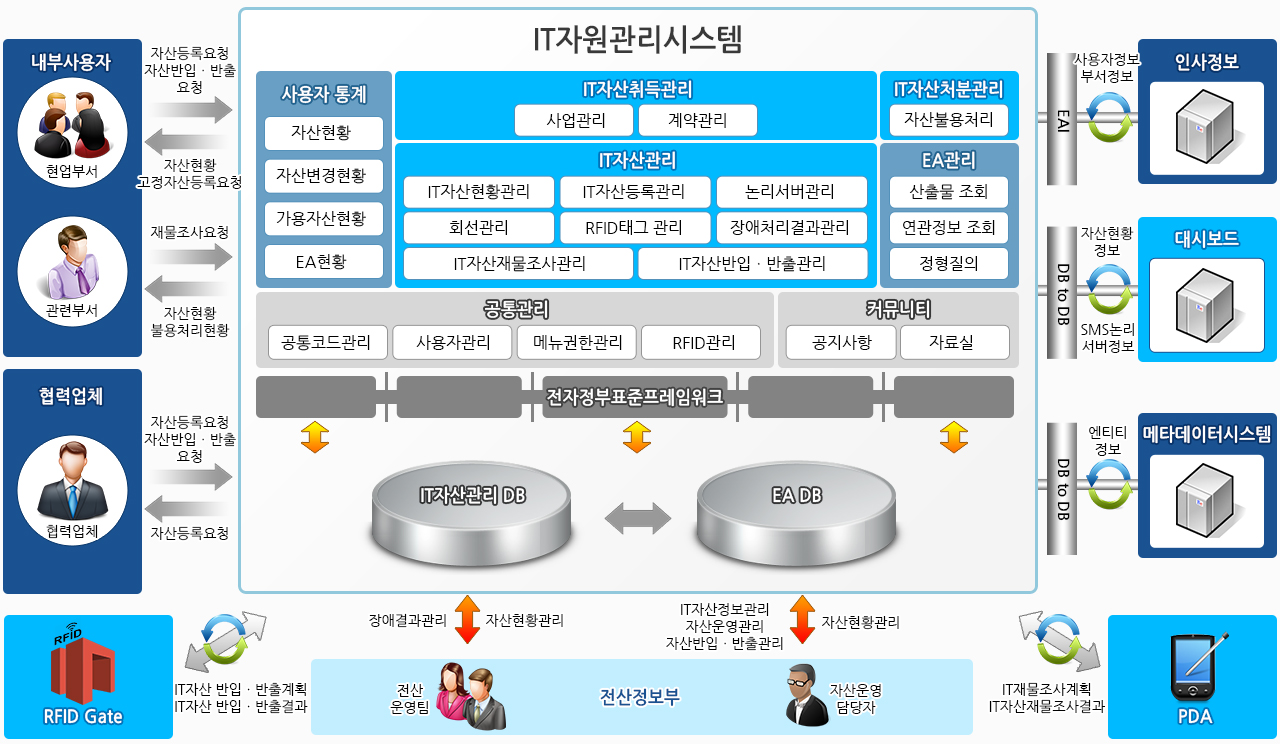 IT자원관리시스템
내부사용자
현업부서
관련부서
자산등록요청
자산반입 · 반출
요청
자산현황
고정자산등록요청
재물조사요청
자산현황
불용처리현황
협력업체
협력업체
자산등록요청
자산반입 · 반출
요청
자산등록요청
사용자 통계
자산현황
자산변경현황
가용자산현황
EA현황
IT자산취득관리
사업관리
계약관리
IT자산처분관리
자산불용처리
IT자산관리
IT자산현황관리
IT자산등록관리
논리서버관리
회선관리
RFID태그 관리
장애처리결과관리
IT자산재물조사관리
IT자산반입 · 반출관리
EA관리
산출물 조회
연관정보 조회
정형질의
공통관리
공통코드관리
사용자관리
메뉴권한관리
RFID관리
커뮤니티
공지사항
자료실
전자정부표준프레임워크
IT자산관리 DB
EA DB
EAI
사용자정보
부서정보
인사정보
DB to DB
자산현황
정보
SMS논리
서버정보
대시보드
DB to DB
엔티티
정보
메타데이터시스템
RFID
RFID Gate
IT자산 반입 · 반출계획
IT자산 반입 · 반출결과
장애결과관리
자산현황관리
IT자산정보관리
자산운영관리
자산반입 · 반출관리
자산현황관리
전산
운영팀
전산정보부
자산운영
담당자
IT재물조사계획
IT자산재물조사결과
PDA